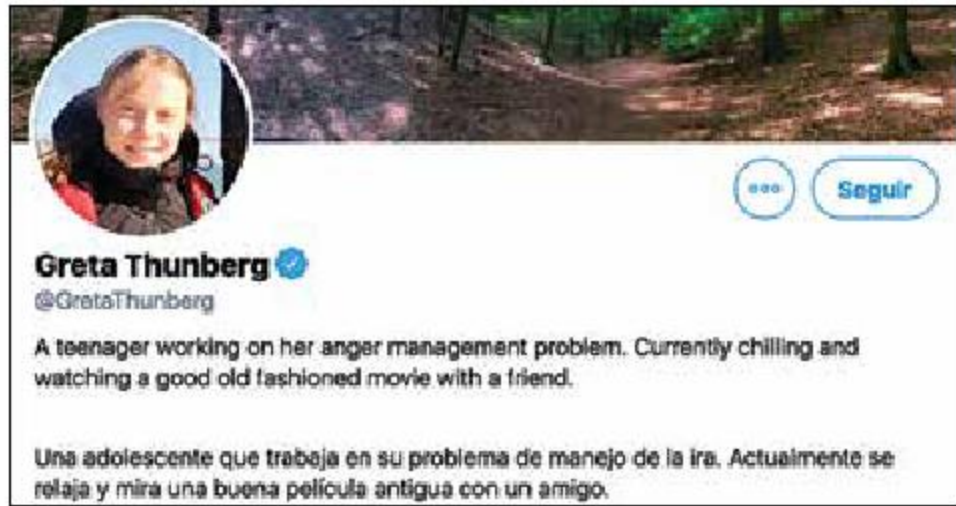 Seguir
Greta Thunberg
@GretaThunberg
A teenager working on her anger management problem. Currently chilling and
watching a good old fashioned movie with a friend.
Una adolescente que trabaja en su problema de manejo de la ira. Actualmente se
relaja y mira una buena película antigua con un amigo.